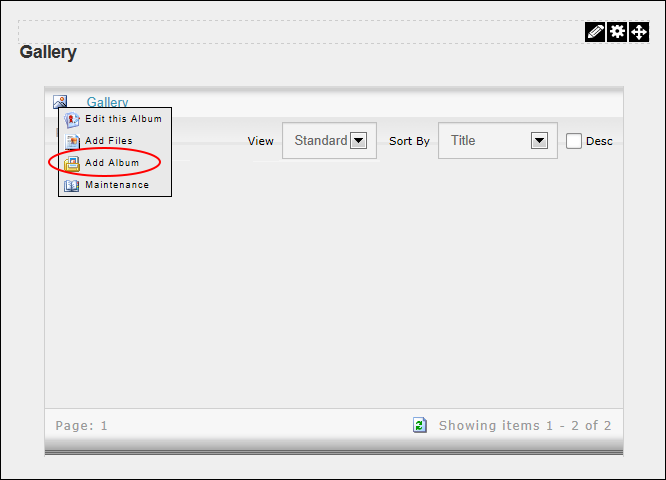 Gallery
Gallery
Edit this Album
Add Files
View Standard Sort By Title Desc
Add Album
Maintenance
Page: 1 Showing items 1 - 2 of 2